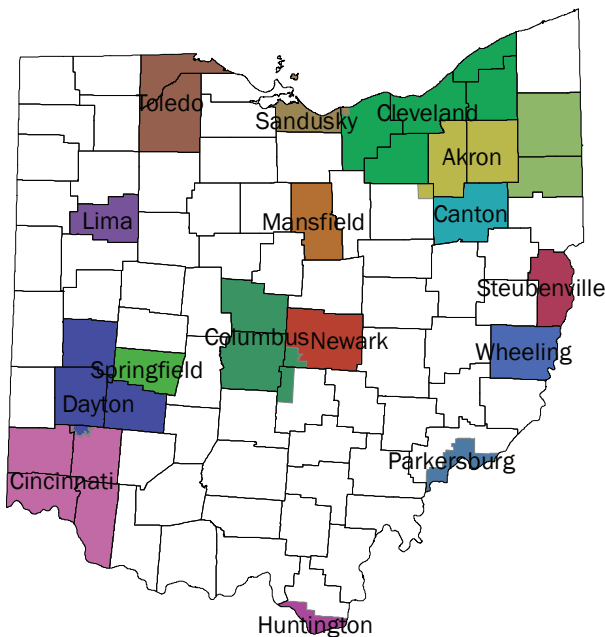 Toledo
Sandusky
Cleveland
Akron
Lima
Mansfield
Canton
Steubenville
Columbus
Newark
Wheeling
Springfield
Dayton
Parkersburg
Cincinnati
Huntington